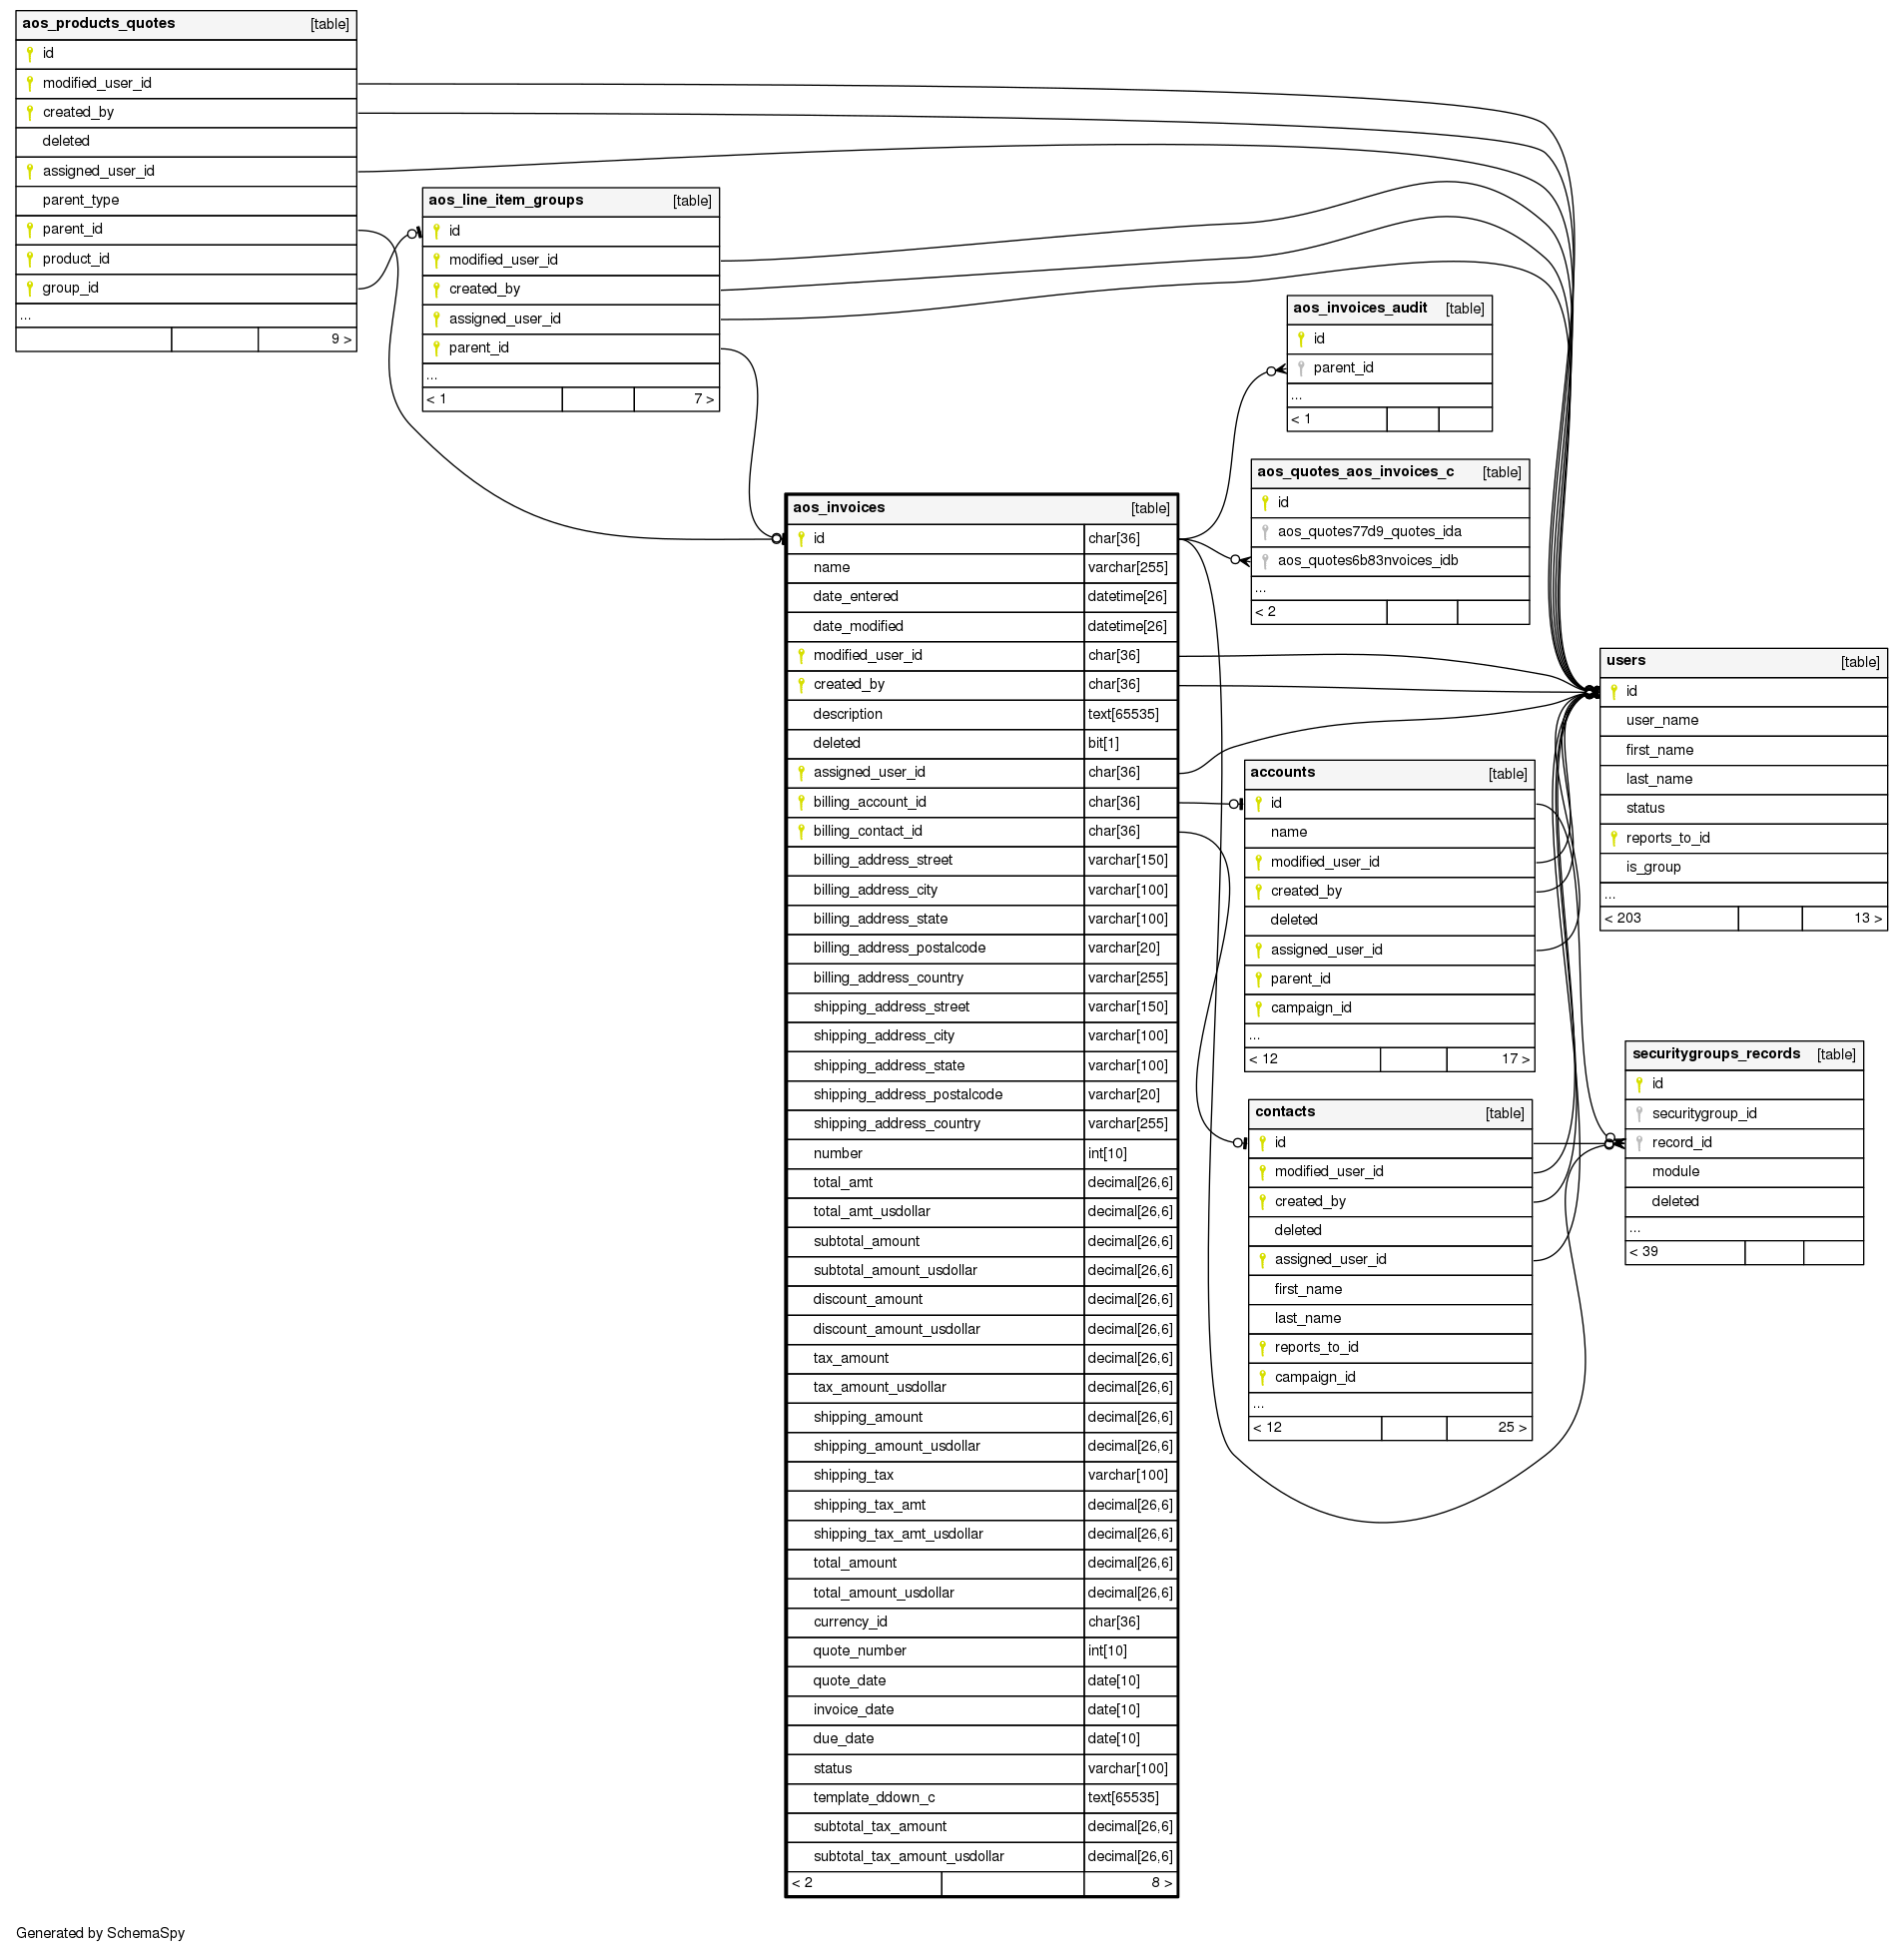 aos_products_quotes [table]
id
modified_user_id
created_by
deleted
assigned_user_id
parent_type
parent_id
product_id
group_id
...
9 >
aos_line_item_groups [table]
id
modified_user_id
created_by
assigned_user_id
parent_id
...
< 1 7 >
aos_invoices_audit [table]
id
parent_id
...
< 1
aos_quotes_aos_invoices_c [table]
id
aos_quotes77d9_quotes_ida
aos_quotes6b83nvoices_idb
...
< 2
aos_invoices [table]
id char[36]
name varchar[255]
date_entered datetime[26]
date_modified datetime[26]
modified_user_id char[36]
created_by char[36]
description text[65535]
deleted bit[1]
assigned_user_id char[36]
billing_account_id char[36]
billing_contact_id char[36]
billing_address_street varchar[150]
billing_address_city varchar[100]
billing_address_state varchar[100]
billing_address_postalcode varchar[20]
billing_address_country varchar[255]
shipping_address_street varchar[150]
shipping_address_city varchar[100]
shipping_address_state varchar[100]
shipping_address_postalcode varchar[20]
shipping_address_country varchar[255]
number int[10]
total_amt decimal[26,6]
total_amt_usdollar decimal[26,6]
subtotal_amount decimal[26,6]
subtotal_amount_usdollar decimal[26,6]
discount_amount decimal[26,6]
discount_amount_usdollar decimal[26,6]
tax_amount decimal[26,6]
tax_amount_usdollar decimal[26,6]
shipping_amount decimal[26,6]
shipping_amount_usdollar decimal[26,6]
shipping_tax varchar[100]
shipping_tax_amt decimal[26,6]
shipping_tax_amt_usdollar decimal[26,6]
total_amount decimal[26,6]
total_amount_usdollar decimal[26,6]
currency_id char[36]
quote_number int[10]
quote_date date[10]
invoice_date date[10]
due_date date[10]
status varchar[100]
template_ddown_c text[65535]
subtotal_tax_amount decimal[26,6]
subtotal_tax_amount_usdollar decimal[26,6]
< 2 8 >
users [table]
id
user_name
first_name
last_name
status
reports_to_id
is_group
...
< 203 13 >
accounts [table]
id
name
modified_user_id
created_by
deleted
assigned_user_id
parent_id
campaign_id
...
< 12 17 >
securitygroups_records [table]
id
securitygroup_id
record_id
module
deleted
...
< 39
contacts [table]
id
modified_user_id
created_by
deleted
assigned_user_id
first_name
last_name
reports_to_id
campaign_id
...
< 12 25 >
Generated by SchemaSpy